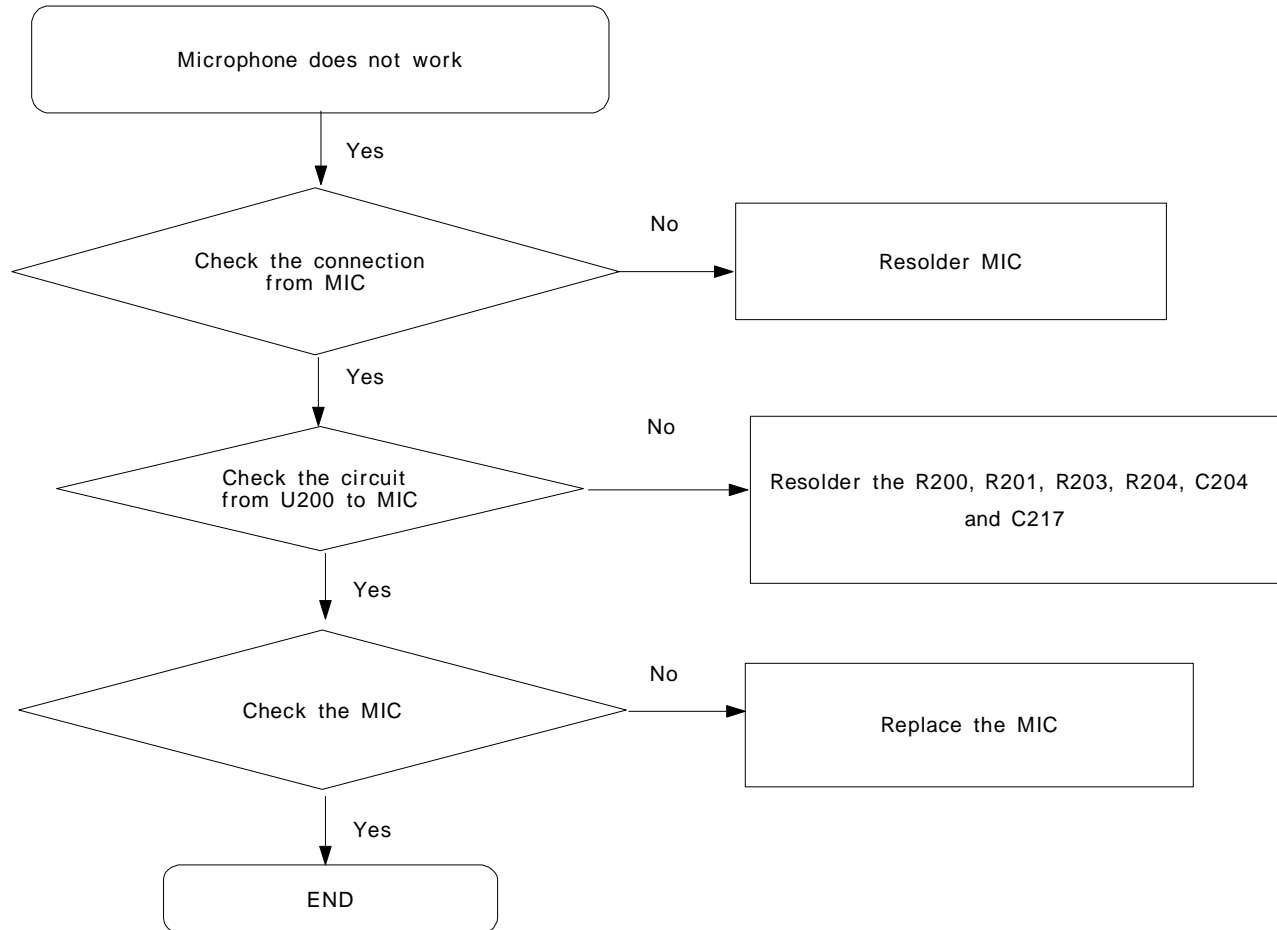 Microphone does not work
Yes
Check the connection
from MIC
No
Resolder MIC
Yes
Check the circuit
from U200 to MIC
No
Resolder the R200, R201, R203, R204, C204
and C217
Yes
Check the MIC
No
Replace the MIC
Yes
END